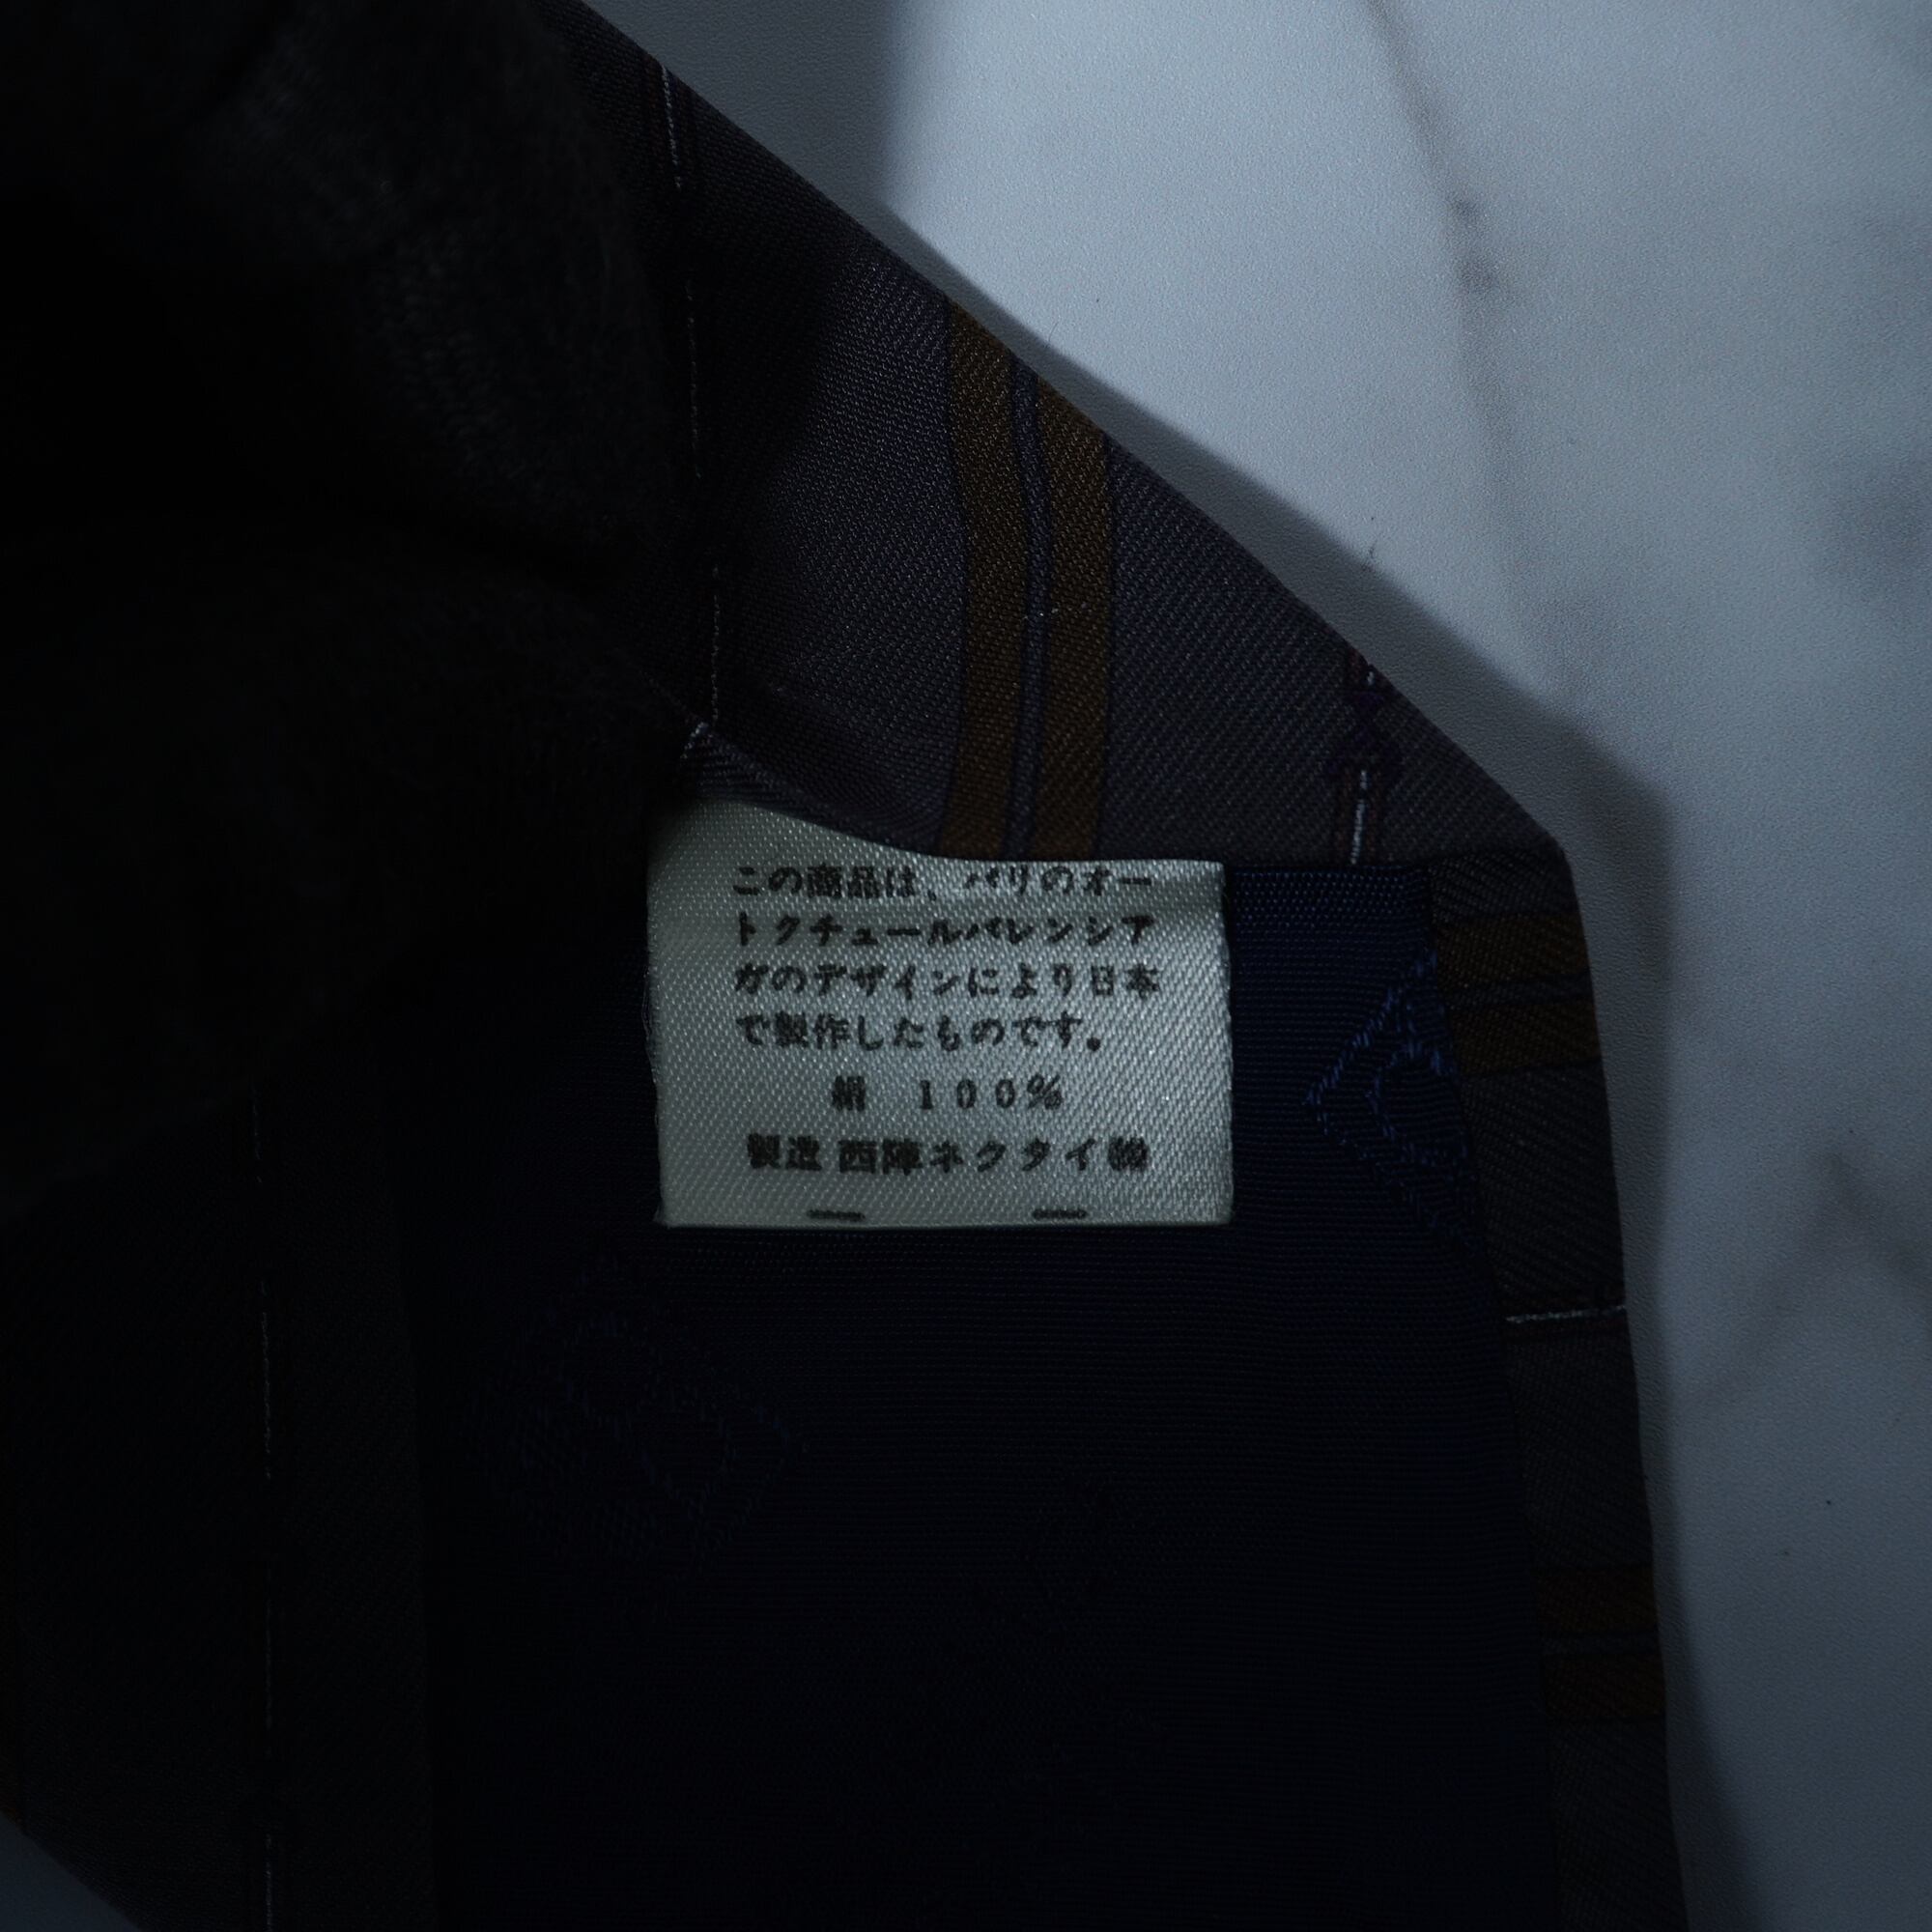 この商品は、パリのオー
トクチュールバレンシア
ガのデザインにより日本
で製作したものです。
絹 100%
製造 西陣ネクタイ㈱